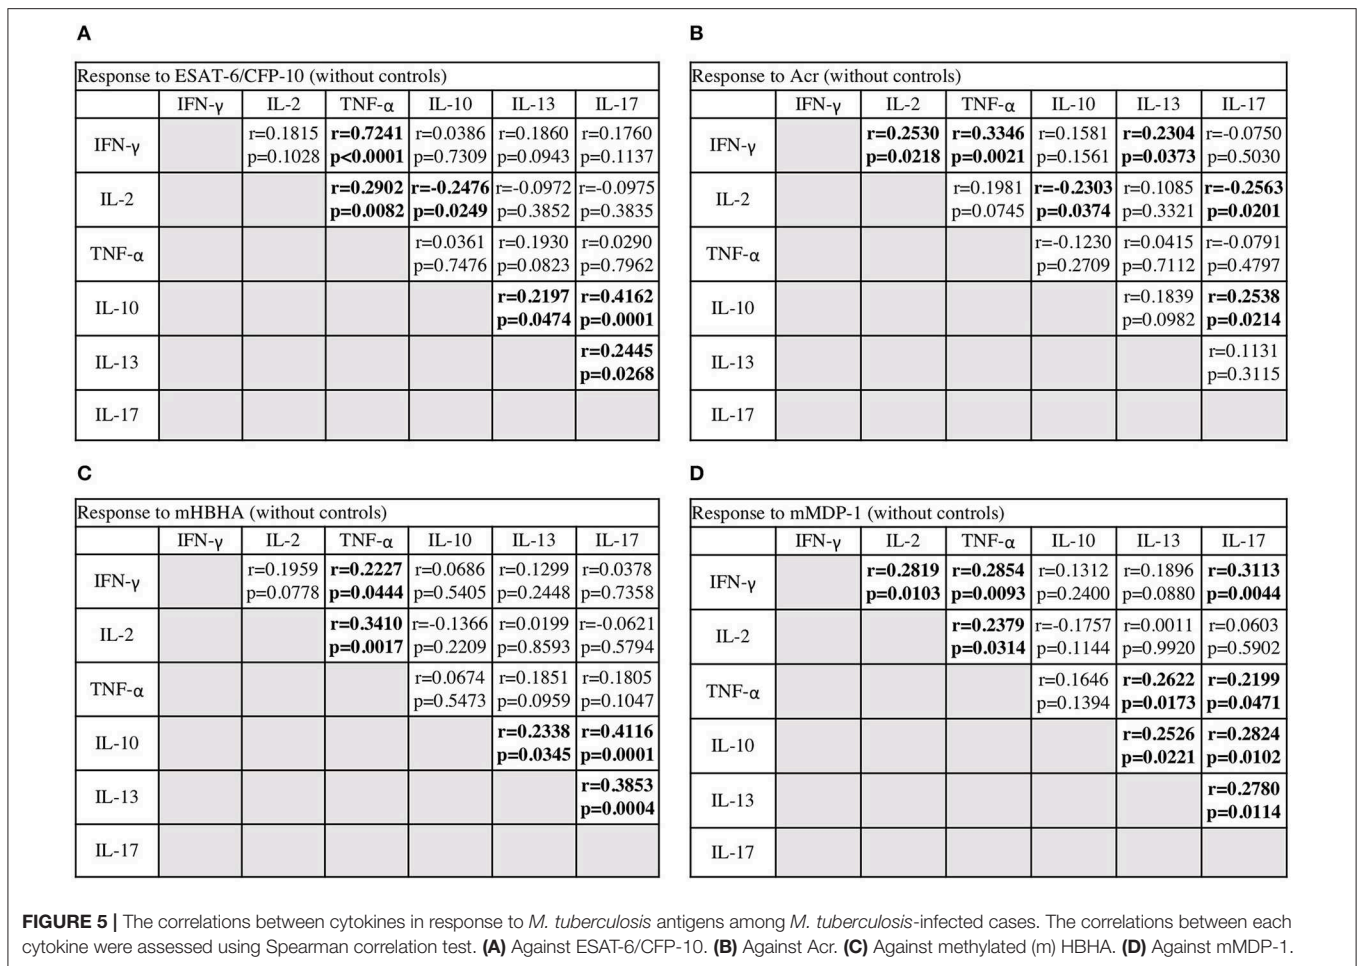 A
Response to ESAT-6/CFP-10 (without controls)
IFN-γ IL-2 TNF-α IL-10 IL-13 IL-17
IFN-γ r=0.1815 r=0.7241 r=0.0386 r=0.1860 r=0.1760
p=0.1028 p<0.0001 p=0.7309 p=0.0943 p=0.1137
IL-2 r=0.2902 r=-0.2476 r=-0.0972 r=-0.0975
p=0.0082 p=0.0249 p=0.3852 p=0.3835
TNF-α r=0.0361 r=0.1930 r=0.0290
p=0.7476 p=0.0823 p=0.7962
IL-10 r=0.2197 r=0.4162
p=0.0474 p=0.0001
IL-13 r=0.2445
p=0.0268
IL-17
B
Response to Acr (without controls)
IFN-γ IL-2 TNF-α IL-10 IL-13 IL-17
IFN-γ r=0.2530 r=0.3346 r=0.1581 r=0.2304 r=-0.0750
p=0.0218 p=0.0021 p=0.1561 p=0.0373 p=0.5030
IL-2 r=0.1981 r=-0.2303 r=0.1085 r=-0.2563
p=0.0745 p=0.0374 p=0.3321 p=0.0201
TNF-α r=-0.1230 r=0.0415 r=-0.0791
p=0.2709 p=0.7112 p=0.4797
IL-10 r=0.1839 r=0.2538
p=0.0982 p=0.0214
IL-13 r=0.1131
p=0.3115
IL-17
C
Response to mHBHA (without controls)
IFN-γ IL-2 TNF-α IL-10 IL-13 IL-17
IFN-γ r=0.1959 r=0.2227 r=0.0686 r=0.1299 r=0.0378
p=0.0778 p=0.0444 p=0.5405 p=0.2448 p=0.7358
IL-2 r=0.3410 r=-0.1366 r=0.0199 r=-0.0621
p=0.0017 p=0.2209 p=0.8593 p=0.5794
TNF-α r=0.0674 r=0.1851 r=0.1805
p=0.5473 p=0.0959 p=0.1047
IL-10 r=0.2338 r=0.4116
p=0.0345 p=0.0001
IL-13 r=0.3853
p=0.0004
IL-17
D
Response to mMDP-1 (without controls)
IFN-γ IL-2 TNF-α IL-10 IL-13 IL-17
IFN-γ r=0.2819 r=0.2854 r=0.1312 r=0.1896 r=0.3113
p=0.0103 p=0.0093 p=0.2400 p=0.0880 p=0.0044
IL-2 r=0.2379 r=-0.1757 r=0.0011 r=0.0603
p=0.0314 p=0.1144 p=0.9920 p=0.5902
TNF-α r=0.1646 r=0.2622 r=0.2199
p=0.1394 p=0.0173 p=0.0471
IL-10 r=0.2526 r=0.2824
p=0.0221 p=0.0102
IL-13 r=0.2780
p=0.0114
IL-17
FIGURE 5 | The correlations between cytokines in response to M. tuberculosis antigens among M. tuberculosis-infected cases. The correlations between each
cytokine were assessed using Spearman correlation test. (A) Against ESAT-6/CFP-10. (B) Against Acr. (C) Against methylated (m) HBHA. (D) Against mMDP-1.